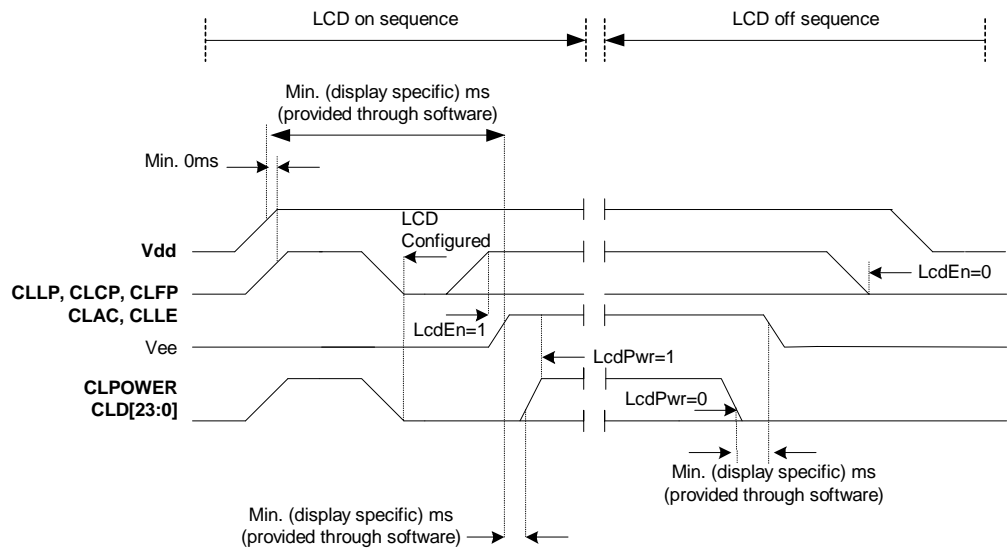 LCD on sequence
LCD off sequence
Min. (display specific) ms
(provided through software)
Min. 0ms
LCD
Configured
Vdd
LcdEn=0
CLLP, CLCP, CLFP
CLAC, CLLE
LcdEn=1
Vee
LcdPwr=1
CLPOWER
CLD[23:0]
LcdPwr=0
Min. (display specific) ms
(provided through software)
Min. (display specific) ms
(provided through software)